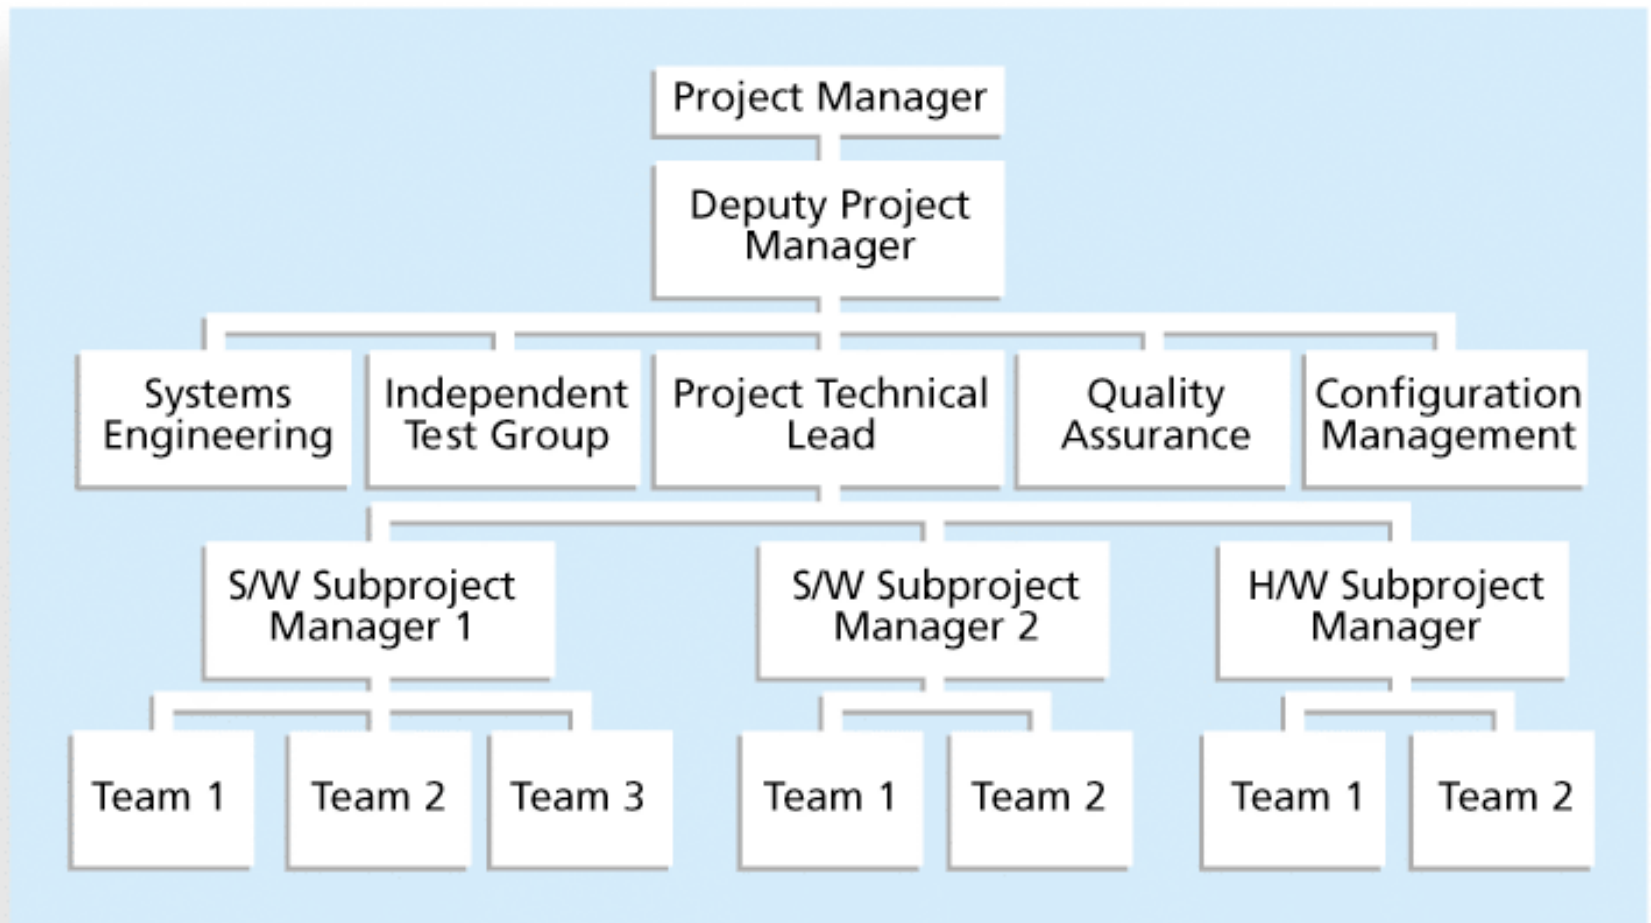 Project Manager
Deputy Project
Manager
Systems
Engineering
Independent
Test Group
Project Technical
Lead
Quality
Assurance
Configuration
Management
S/W Subproject
Manager 1
S/W Subproject
Manager 2
H/W Subproject
Manager
Team 1
Team 2
Team 3
Team 1
Team 2
Team 1
Team 2